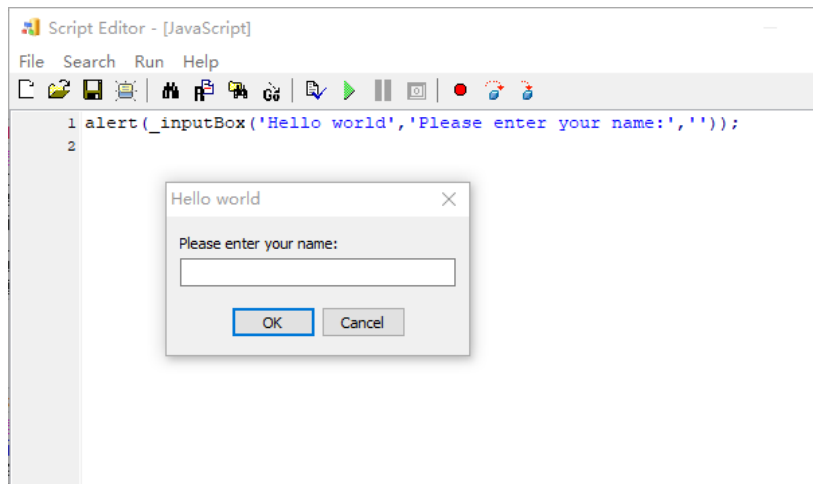 Script Editor - [JavaScript]
File Search Run Help
1 alert(_inputBox('Hello world','Please enter your name:',''));
2
Hello world
Please enter your name:
OK Cancel